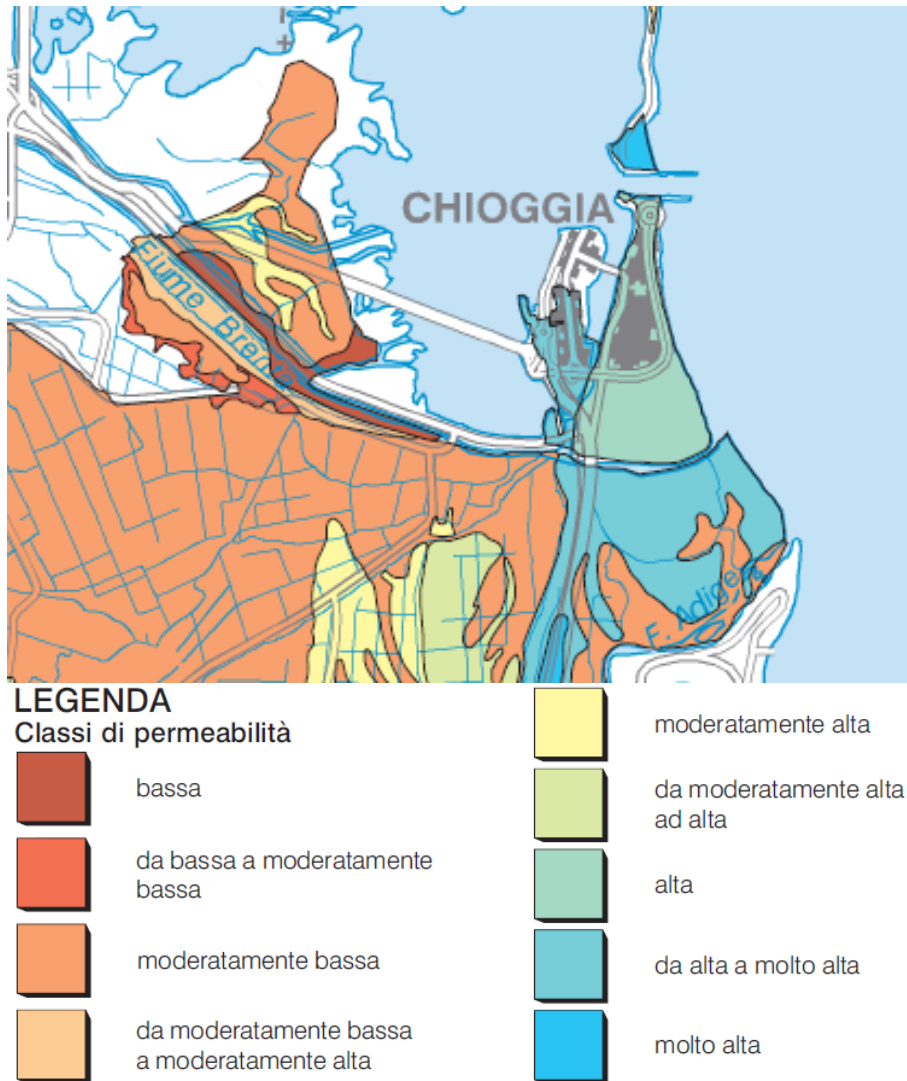 CHIOGGIA
Fiume Brenta
F. Adige
LEGENDA
Classi di permeabilità
bassa
da bassa a moderatamente
bassa
moderatamente bassa
da moderatamente bassa
a moderatamente alta
moderatamente alta
da moderatamente alta
ad alta
alta
da alta a molto alta
molto alta